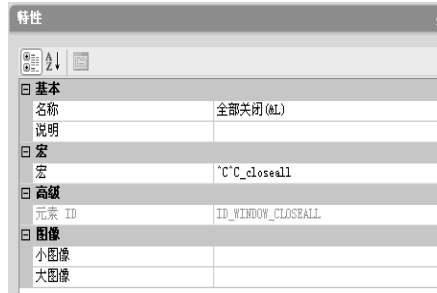 特性
基本
名称 全部关闭(&L)
说明
宏
宏 ^C^C_closeall
高级
元素 ID ID_WINDOW_CLOSEALL
图像
小图像
大图像